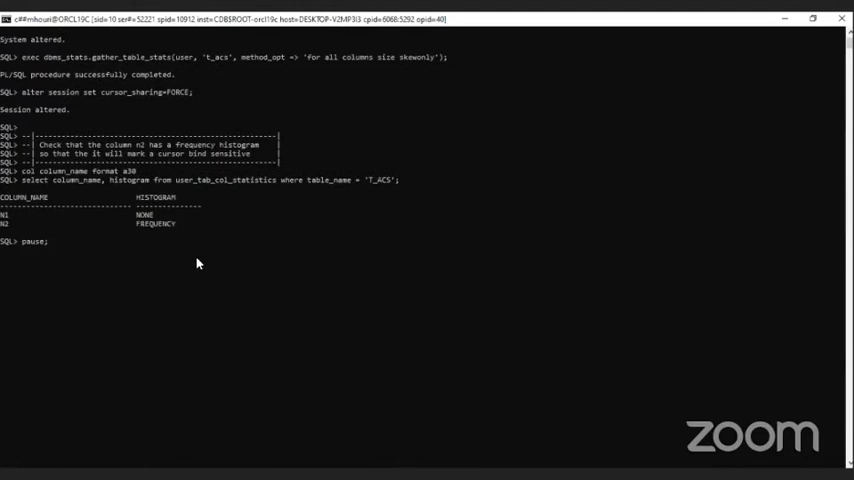 c##mhouri@ORCL19C [sid=10 ser#=52221 spid=10912 inst=CDB$ROOT-orcl19c host=DESKTOP-V2MP3I3 cpid=6068:5292 opid=40]
System altered.
SQL> exec dbms_stats.gather_table_stats(user, 't_acs', method_opt => 'for all columns size skewonly');
PL/SQL procedure successfully completed.
SQL> alter session set cursor_sharing=FORCE;
Session altered.
SQL>
SQL> --|--------------------------------------------------------|
SQL> --| Check that the column n2 has a frequency histogram     |
SQL> --| so that the it will mark a cursor bind sensitive       |
SQL> --|--------------------------------------------------------|
SQL> col column_name format a30
SQL> select column_name, histogram from user_tab_col_statistics where table_name = 'T_ACS';
COLUMN_NAME                    HISTOGRAM
------------------------------ ---------------
N1                             NONE
N2                             FREQUENCY
SQL> pause;
zoom